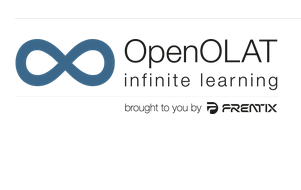 OpenOLAT
infinite learning
brought to you by FRENTIX